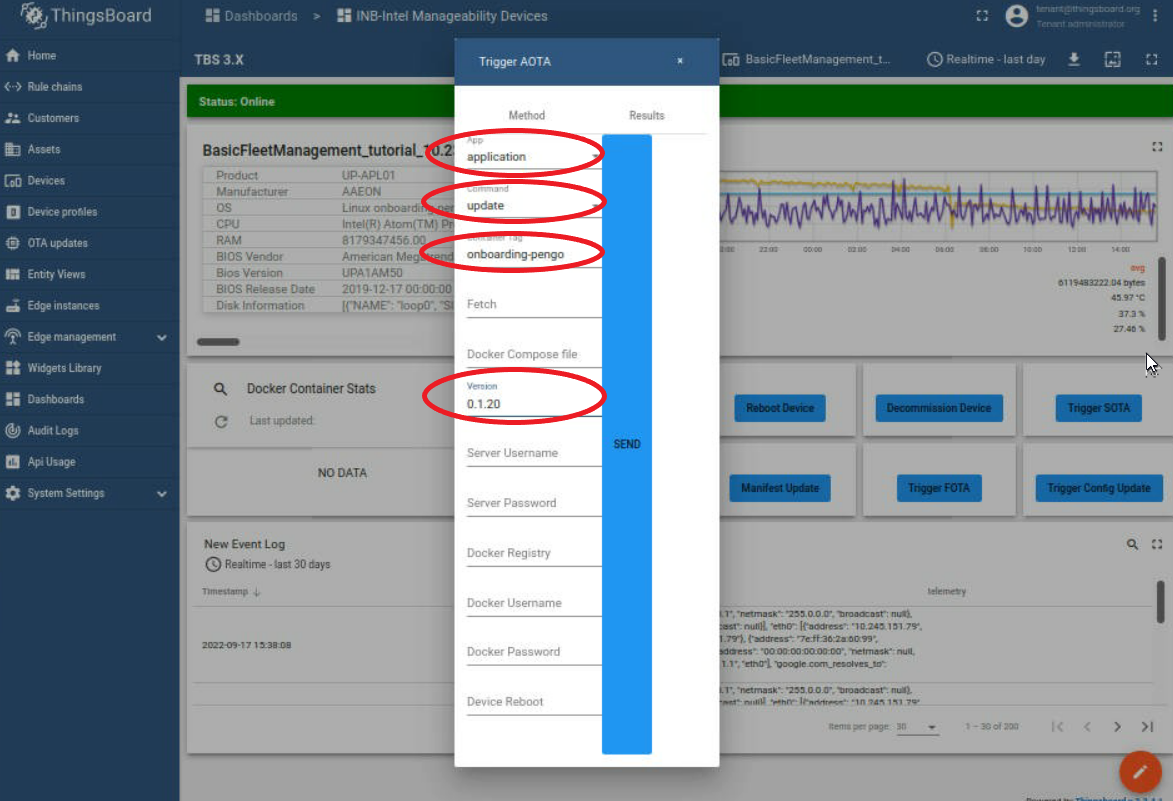 ThingsBoard
Dashboards > INB-Intel Manageability Devices
tenant@thingsboard.org
Tenant administrator
Home
Rule chains
Customers
Assets
Devices
Device profiles
OTA updates
Entity Views
Edge instances
Edge management
Widgets Library
Dashboards
Audit Logs
Api Usage
System Settings
TBS 3.X
BasicFleetManagement_t...
Realtime - last day
Status: Online
BasicFleetManagement_tutorial_10.2
Product UP-APL01
Manufacturer AAEON
OS Linux onboarding-pen
CPU Intel(R) Atom(TM) Pr
RAM 8179347456.00
BIOS Vendor American Megatrend
Bios Version UPA1AM50
BIOS Release Date 2019-12-17 00:00:00
Disk Information [{"NAME": "loop0", "SI
Docker Container Stats
Last updated:
NO DATA
Trigger AOTA ×
Method Results
App
application
Command
update
Container Tag
onboarding-pengo
Fetch
Docker Compose file
Version
0.1.20
Server Username
Server Password
Docker Registry
Docker Username
Docker Password
Device Reboot
SEND
22:00 00:00 02:00 04:00 06:00 08:00 10:00 12:00 14:00
avg
6119483222.04 bytes
45.97 °C
37.3 %
27.46 %
Reboot Device
Decommission Device
Trigger SOTA
Manifest Update
Trigger FOTA
Trigger Config Update
New Event Log
Realtime - last 30 days
Timestamp ↓ telemetry
2022-09-17 15:38:08
.1", "netmask": "255.0.0.0", "broadcast": null},
cast": null}], "eth0": [{"address": "10.245.151.79",
1.79"}, {"address": "7e:ff:36:2a:60:99",
address": "00:00:00:00:00:00", "netmask": null,
1.1", "eth0"], "google.com_resolves_to":
.1", "netmask": "255.0.0.0", "broadcast": null},
cast": null}], "eth0": [{"address": "10.245.151.79",
Items per page: 30 1 – 30 of 200